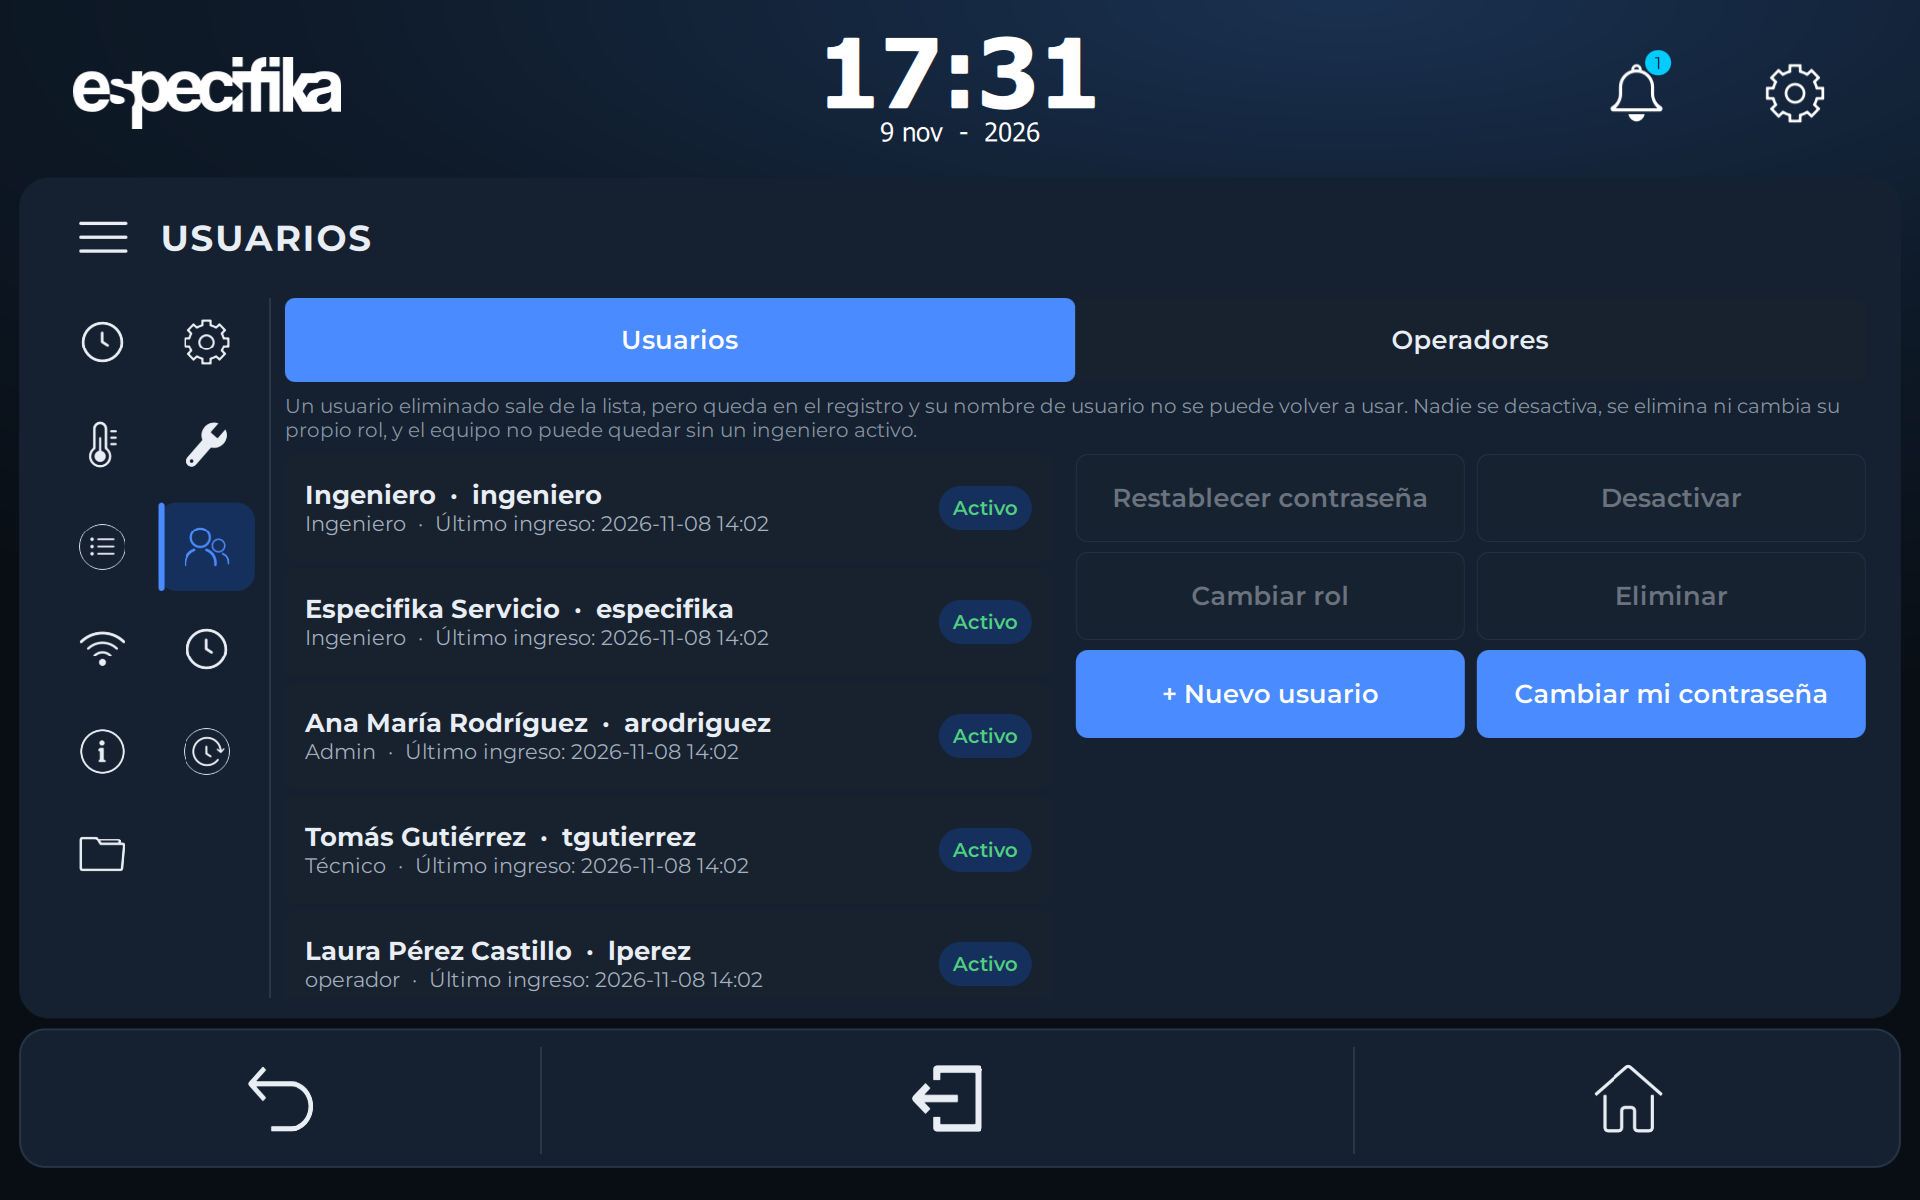 especifika
17:31
9 nov - 2026
1
USUARIOS
Usuarios
Operadores
Un usuario eliminado sale de la lista, pero queda en el registro y su nombre de usuario no se puede volver a usar. Nadie se desactiva, se elimina ni cambia su
propio rol, y el equipo no puede quedar sin un ingeniero activo.
Ingeniero · ingeniero
Ingeniero · Último ingreso: 2026-11-08 14:02
Activo
Especifika Servicio · especifika
Ingeniero · Último ingreso: 2026-11-08 14:02
Activo
Ana María Rodríguez · arodriguez
Admin · Último ingreso: 2026-11-08 14:02
Activo
Tomás Gutiérrez · tgutierrez
Técnico · Último ingreso: 2026-11-08 14:02
Activo
Laura Pérez Castillo · lperez
operador · Último ingreso: 2026-11-08 14:02
Activo
Restablecer contraseña
Desactivar
Cambiar rol
Eliminar
+ Nuevo usuario
Cambiar mi contraseña